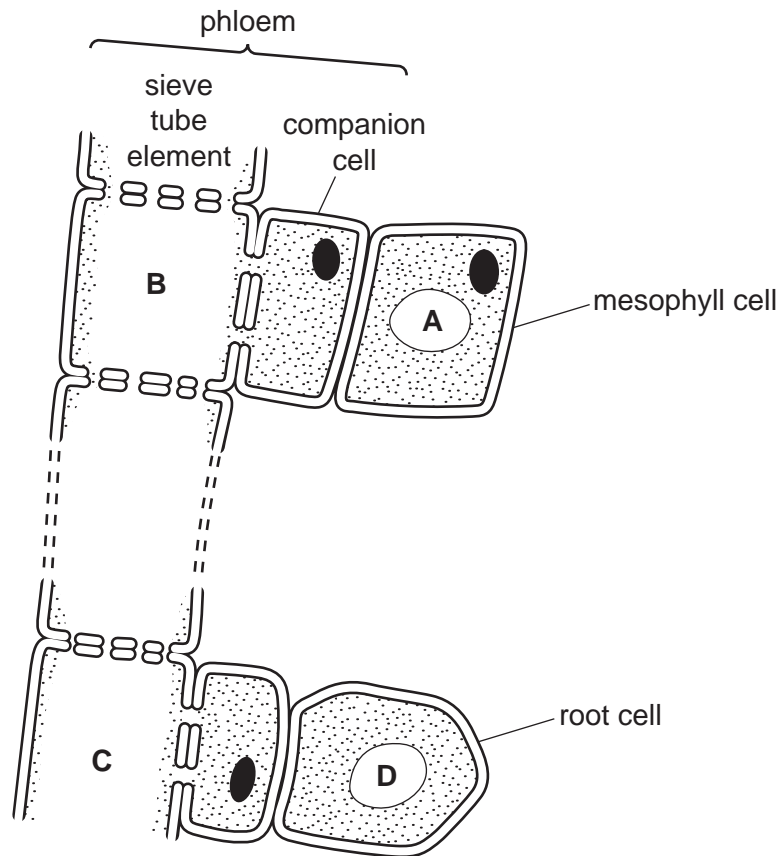 phloem
sieve
tube
element
companion
cell
B
A
mesophyll cell
root cell
C
D